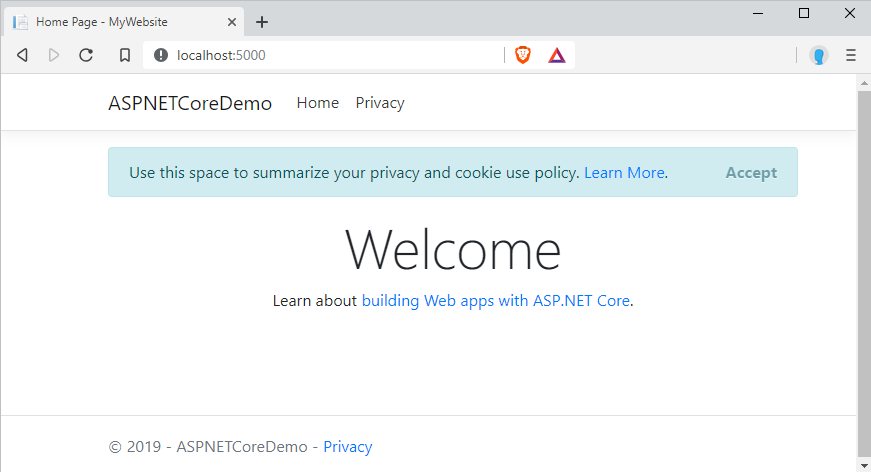 Home Page - MyWebsite
localhost:5000
ASPNETCoreDemo Home Privacy
Use this space to summarize your privacy and cookie use policy. Learn More. Accept
Welcome
Learn about building Web apps with ASP.NET Core.
© 2019 - ASPNETCoreDemo - Privacy